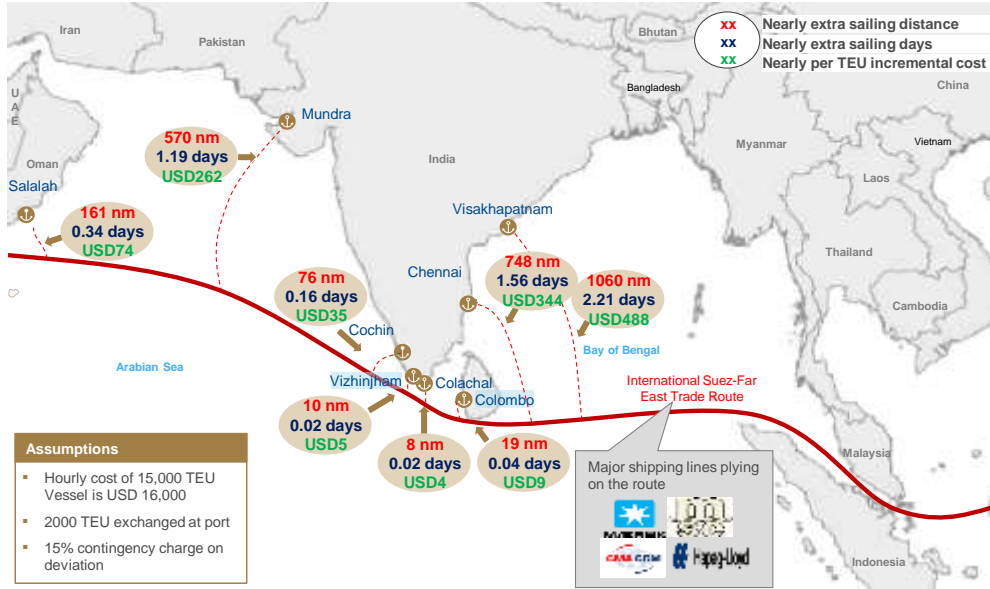 xx Nearly extra sailing distance
xx Nearly extra sailing days
xx Nearly per TEU incremental cost
Iran
Pakistan
Bhutan
China
Bangladesh
U
A
E
Mundra
570 nm
1.19 days
USD262
India
Myanmar
Vietnam
Oman
Laos
Salalah
161 nm
0.34 days
USD74
Visakhapatnam
Thailand
Chennai
748 nm
1.56 days
USD344
1060 nm
2.21 days
USD488
76 nm
0.16 days
USD35
Cambodia
Cochin
Bay of Bengal
Arabian Sea
Vizhinjham
Colachal
Colombo
International Suez-Far
East Trade Route
10 nm
0.02 days
USD5
8 nm
0.02 days
USD4
19 nm
0.04 days
USD9
Malaysia
Indonesia
Major shipping lines plying
on the route
CMA CGM
Hapag-Lloyd
Assumptions
Hourly cost of 15,000 TEU
Vessel is USD 16,000
2000 TEU exchanged at port
15% contingency charge on
deviation